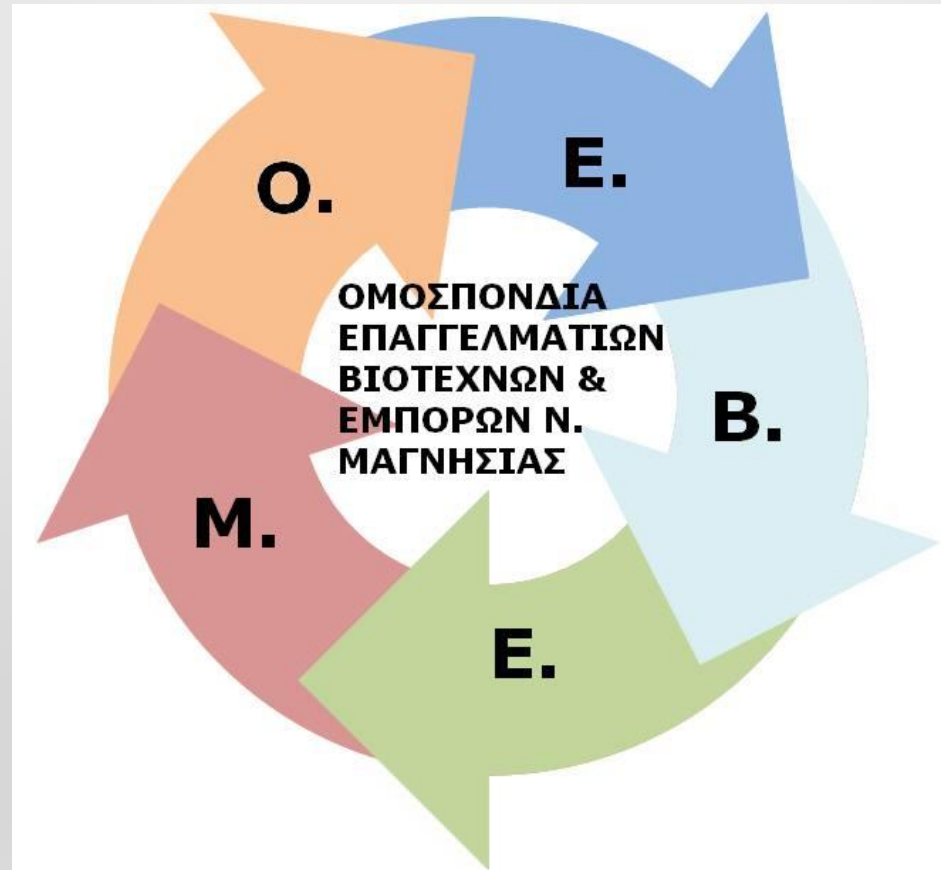 Ο.
Ε.
Β.
Ε.
Μ.
ΟΜΟΣΠΟΝΔΙΑ
ΕΠΑΓΓΕΛΜΑΤΙΩΝ
ΒΙΟΤΕΧΝΩΝ &
ΕΜΠΟΡΩΝ Ν.
ΜΑΓΝΗΣΙΑΣ